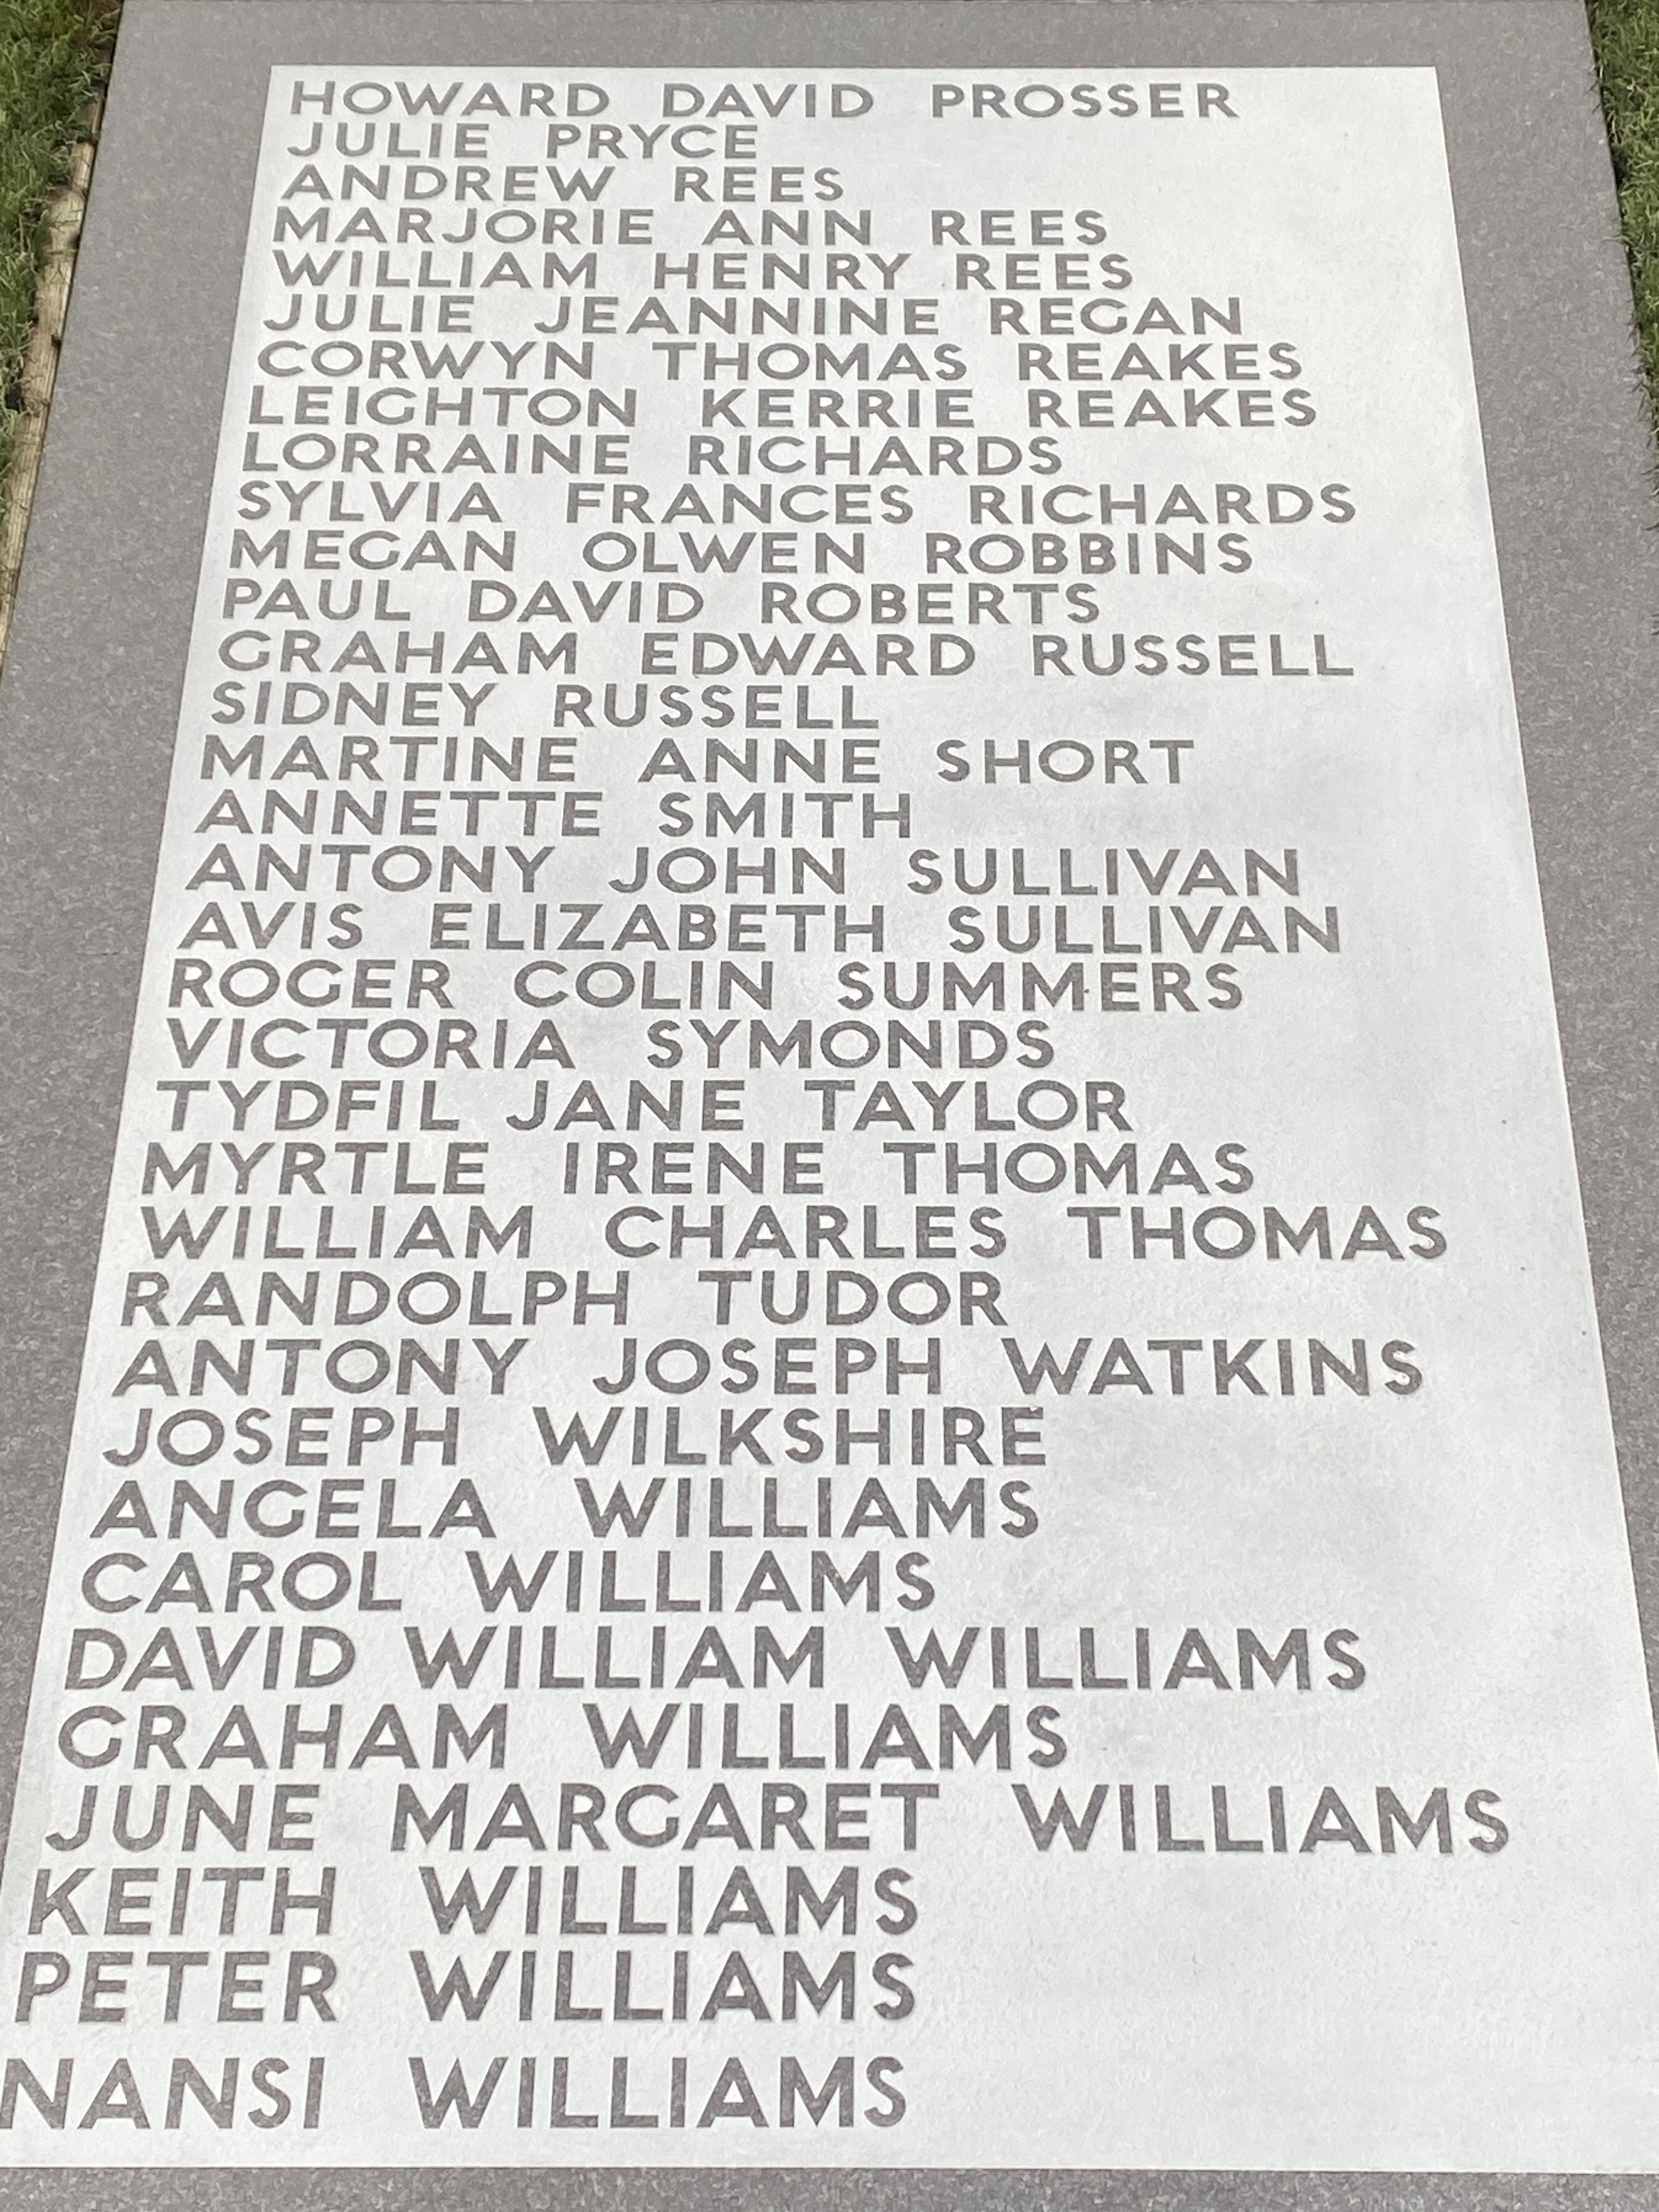 HOWARD DAVID PROSSER
JULIE PRYCE
ANDREW REES
MARJORIE ANN REES
WILLIAM HENRY REES
JULIE JEANNINE REGAN
CORWYN THOMAS REAKES
LEIGHTON KERRIE REAKES
LORRAINE RICHARDS
SYLVIA FRANCES RICHARDS
MEGAN OLWEN ROBBINS
PAUL DAVID ROBERTS
GRAHAM EDWARD RUSSELL
SIDNEY RUSSELL
MARTINE ANNE SHORT
ANNETTE SMITH
ANTONY JOHN SULLIVAN
AVIS ELIZABETH SULLIVAN
ROGER COLIN SUMMERS
VICTORIA SYMONDS
TYDFIL JANE TAYLOR
MYRTLE IRENE THOMAS
WILLIAM CHARLES THOMAS
RANDOLPH TUDOR
ANTONY JOSEPH WATKINS
JOSEPH WILKSHIRE
ANGELA WILLIAMS
CAROL WILLIAMS
DAVID WILLIAM WILLIAMS
GRAHAM WILLIAMS
JUNE MARGARET WILLIAMS
KEITH WILLIAMS
PETER WILLIAMS
NANSI WILLIAMS